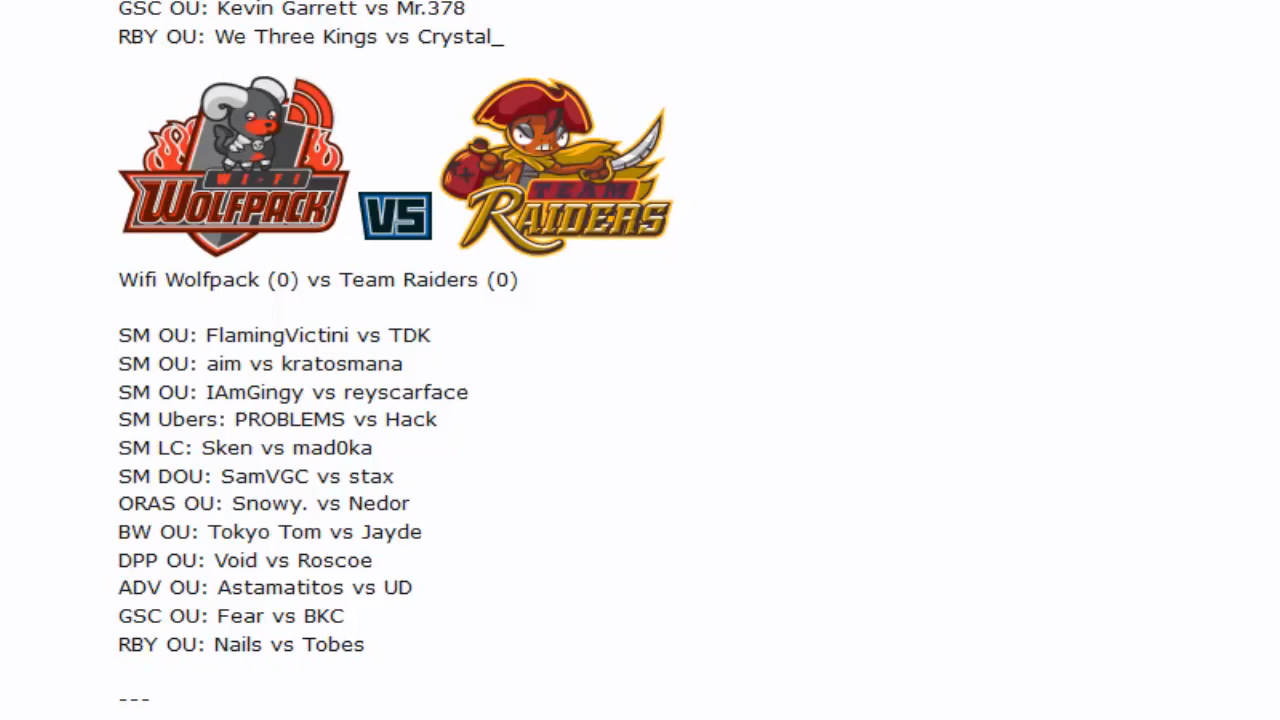 GSC OU: Kevin Garrett vs Mr.378
RBY OU: We Three Kings vs Crystal_
WI-FI
WOLFPACK
VS
TEAM
RAIDERS
Wifi Wolfpack (0) vs Team Raiders (0)
SM OU: FlamingVictini vs TDK
SM OU: aim vs kratosmana
SM OU: IAmGingy vs reyscarface
SM Ubers: PROBLEMS vs Hack
SM LC: Sken vs mad0ka
SM DOU: SamVGC vs stax
ORAS OU: Snowy. vs Nedor
BW OU: Tokyo Tom vs Jayde
DPP OU: Void vs Roscoe
ADV OU: Astamatitos vs UD
GSC OU: Fear vs BKC
RBY OU: Nails vs Tobes
---